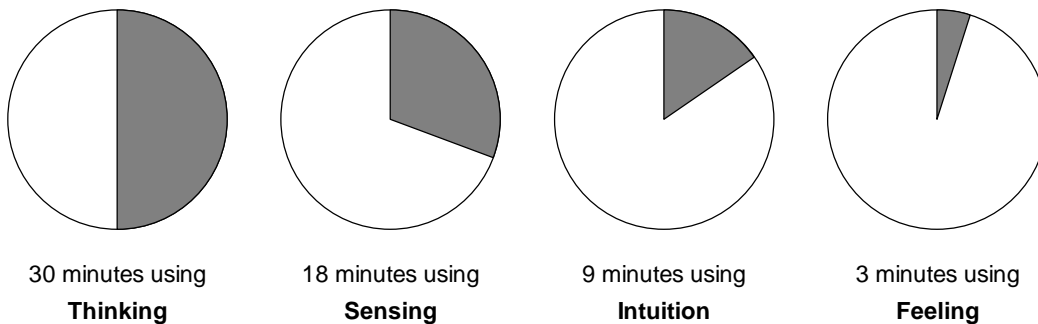 30 minutes using
Thinking
18 minutes using
Sensing
9 minutes using
Intuition
3 minutes using
Feeling